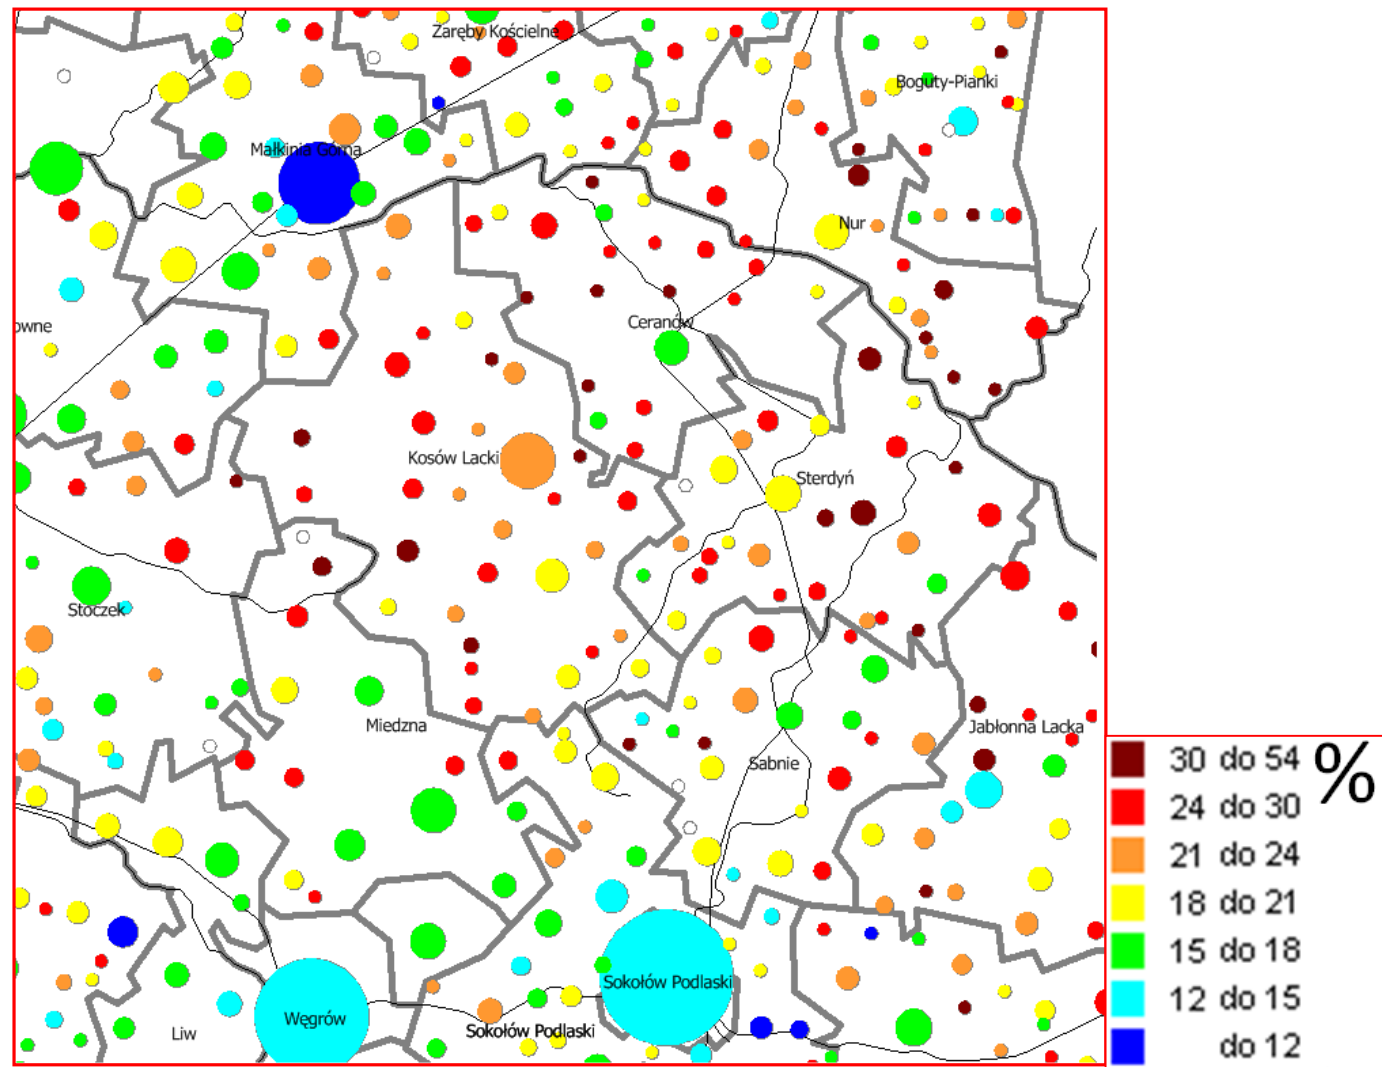 Zaręby Kościelne
Boguty-Pianki
Małkinia Górna
Nur
Ceranów
owne
Kosów Lacki
Sterdyń
Stoczek
Miedzna
Jabłonna Lacka
Sabnie
Sokołów Podlaski
Węgrów
Liw
Sokołów Podlaski
30 do 54 %
24 do 30
21 do 24
18 do 21
15 do 18
12 do 15
do 12